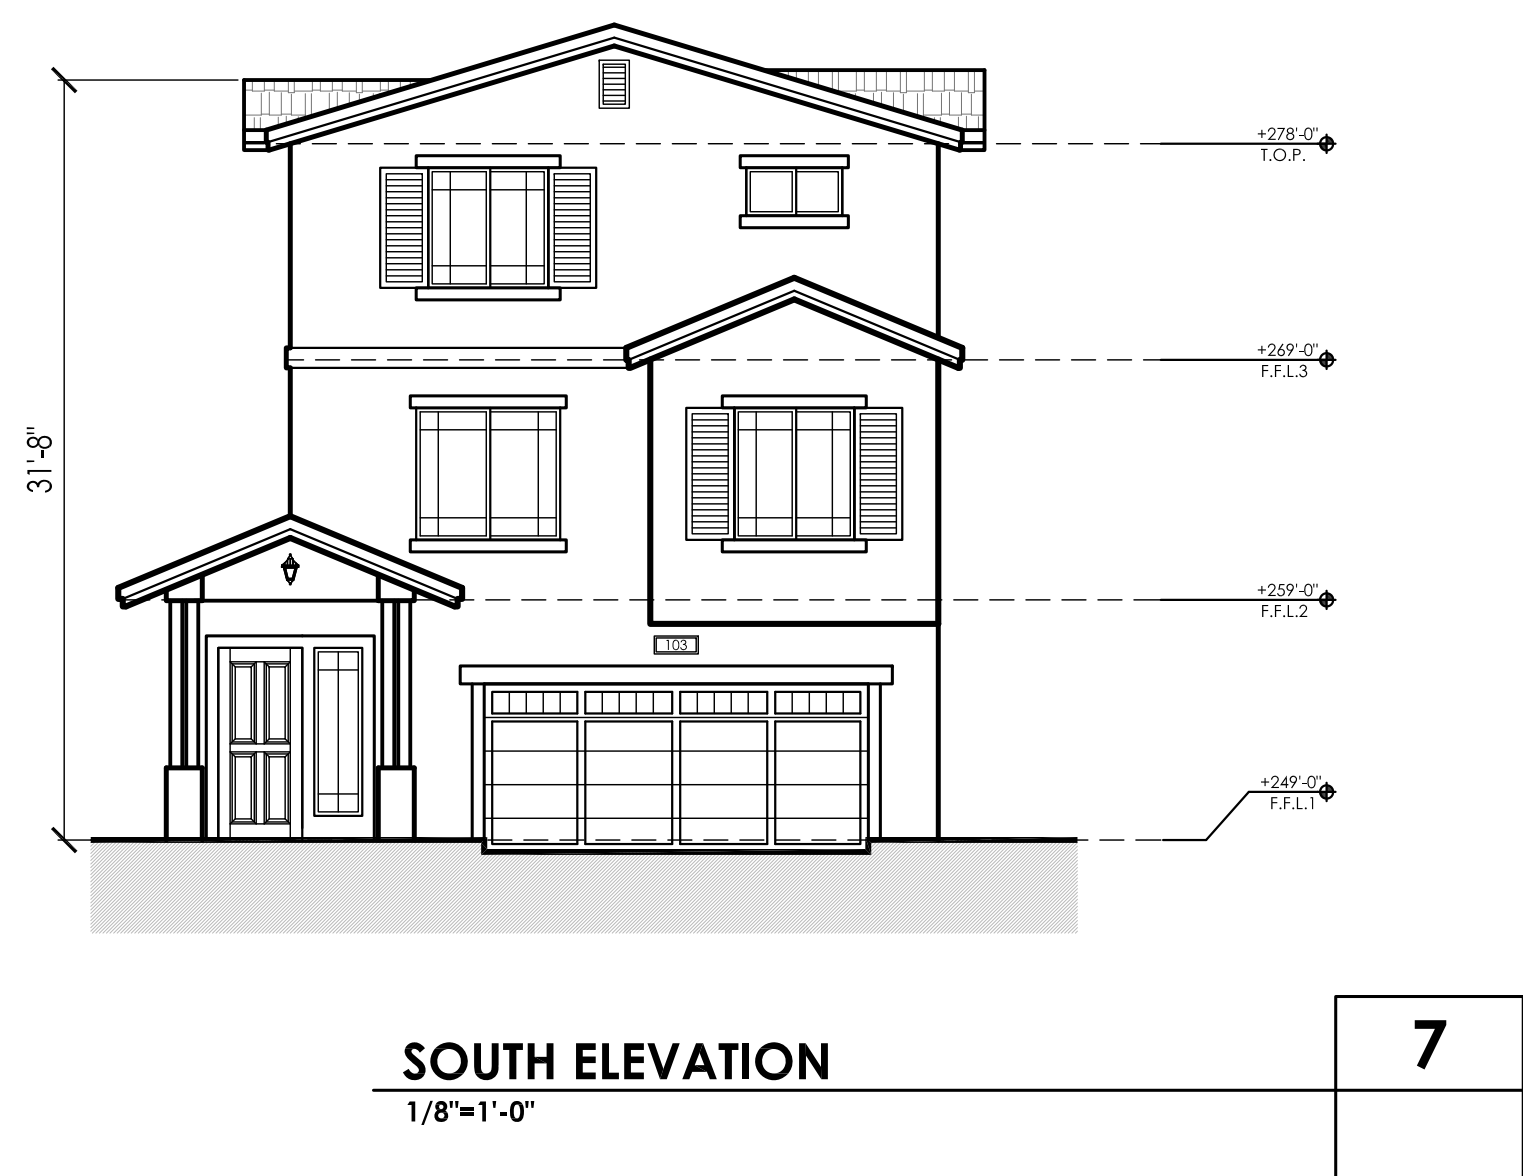 +278'-0"
T.O.P.
+269'-0"
F.F.L.3
31'-8"
+259'-0"
F.F.L.2
103
+249'-0"
F.F.L.1
7
SOUTH ELEVATION
1/8"=1'-0"